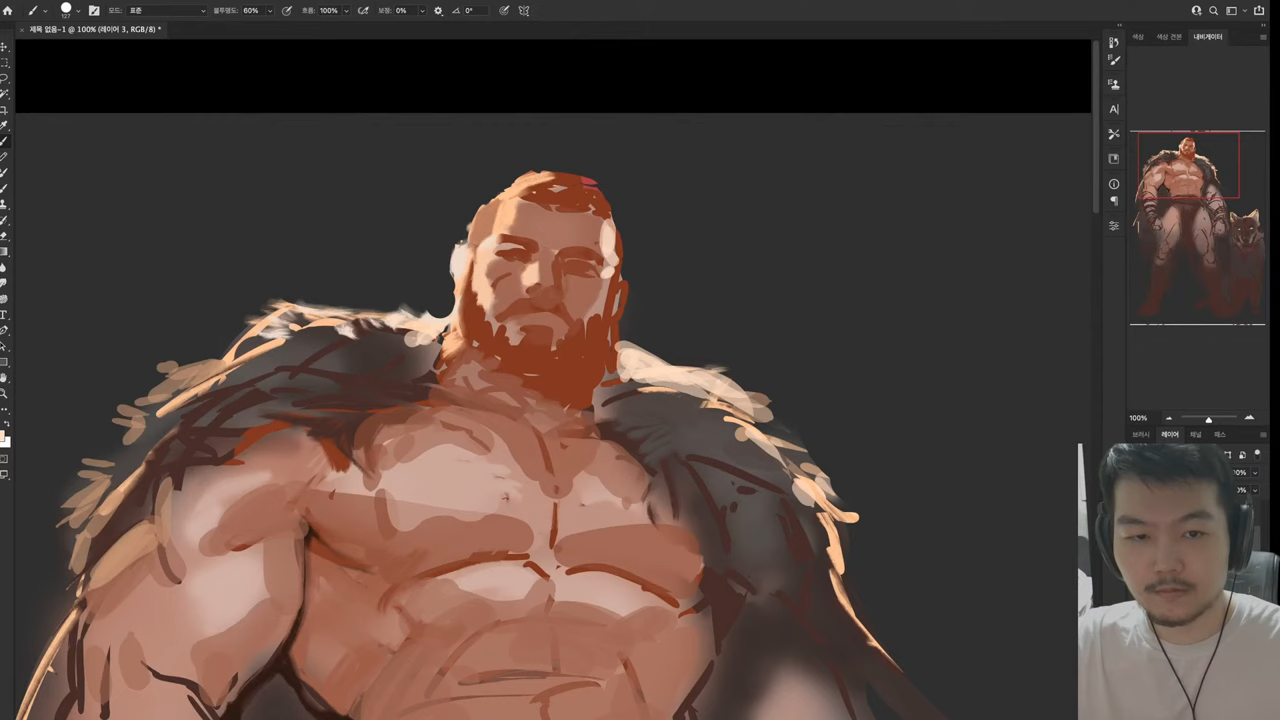 127
모드: 표준
불투명도: 60%
흐름: 100%
보정: 0%
0°
× 제목 없음-1 @ 100% (레이어 3, RGB/8) *
색상
색상 견본
내비게이터
100%
브러시
레이어
채널
패스